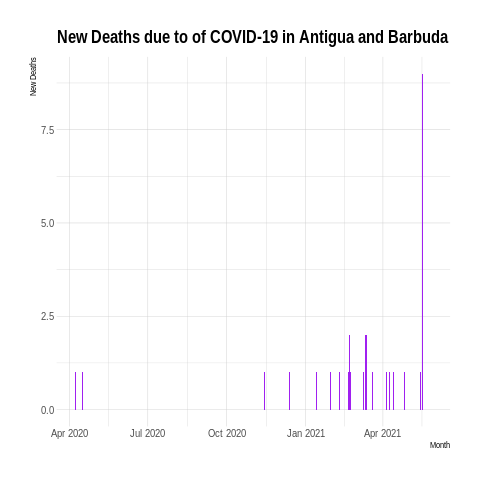 New Deaths due to of COVID-19 in Antigua and Barbuda
New Deaths
7.5
5.0
2.5
0.0
Apr 2020 Jul 2020 Oct 2020 Jan 2021 Apr 2021
Month